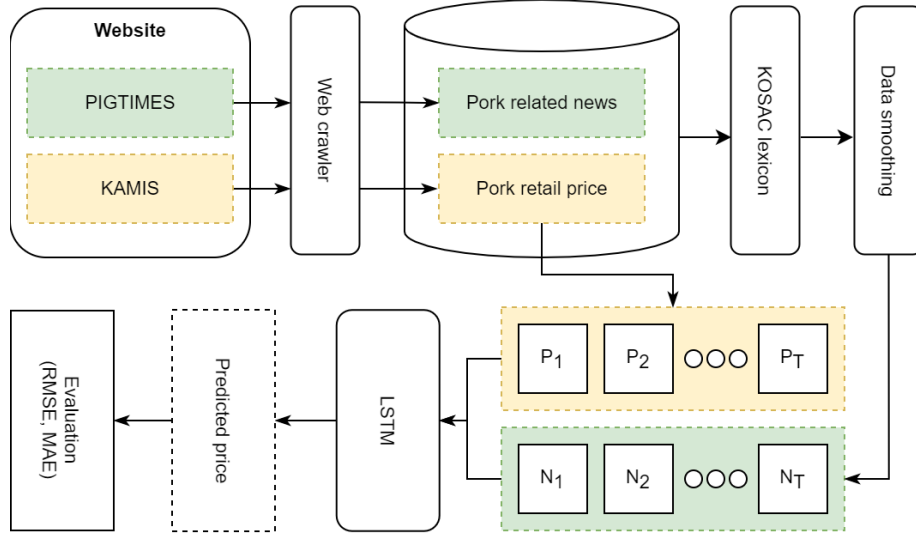 Website
PIGTIMES
KAMIS
Web crawler
Pork related news
Pork retail price
KOSAC lexicon
Data smoothing
P1
P2
PT
N1
N2
NT
LSTM
Predicted price
Evaluation
(RMSE, MAE)